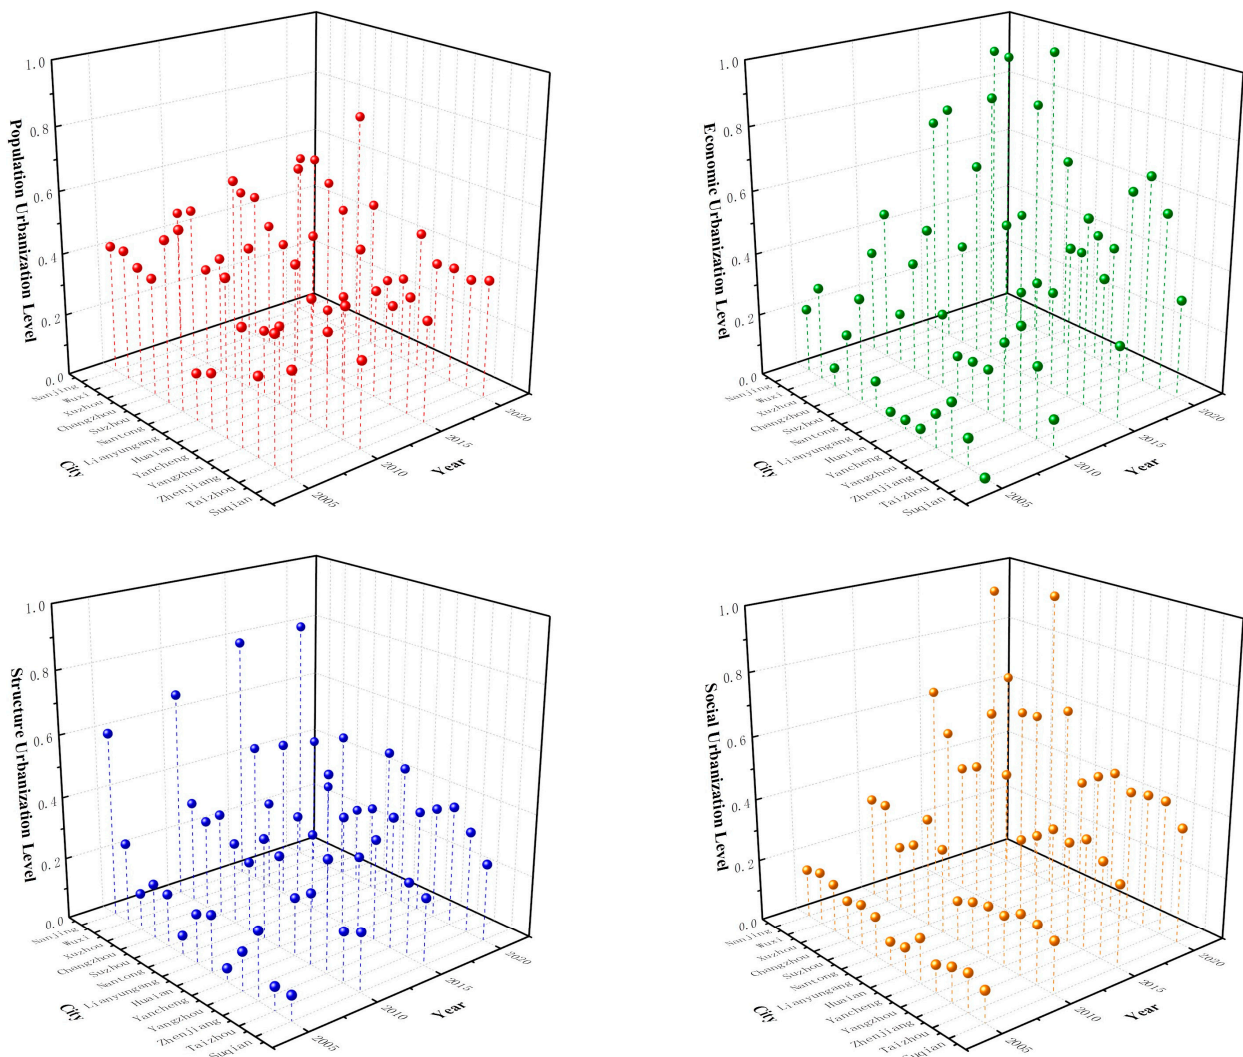 1.0
0.8
0.6
0.4
0.2
0.0
Population Urbanization Level
Nanjing
Wuxi
Xuzhou
Changzhou
Suzhou
Nantong
Lianyungang
Huaian
Yancheng
Yangzhou
Zhenjiang
Taizhou
Suqian
City
2005
2010
2015
2020
Year
1.0
0.8
0.6
0.4
0.2
0.0
Economic Urbanization Level
Nanjing
Wuxi
Xuzhou
Changzhou
Suzhou
Nantong
Lianyungang
Huaian
Yancheng
Yangzhou
Zhenjiang
Taizhou
Suqian
City
2005
2010
2015
2020
Year
1.0
0.8
0.6
0.4
0.2
0.0
Structure Urbanization Level
Nanjing
Wuxi
Xuzhou
Changzhou
Suzhou
Nantong
Lianyungang
Huaian
Yancheng
Yangzhou
Zhenjiang
Taizhou
Suqian
City
2005
2010
2015
2020
Year
1.0
0.8
0.6
0.4
0.2
0.0
Social Urbanization Level
Nanjing
Wuxi
Xuzhou
Changzhou
Suzhou
Nantong
Lianyungang
Huaian
Yancheng
Yangzhou
Zhenjiang
Taizhou
Suqian
City
2005
2010
2015
2020
Year